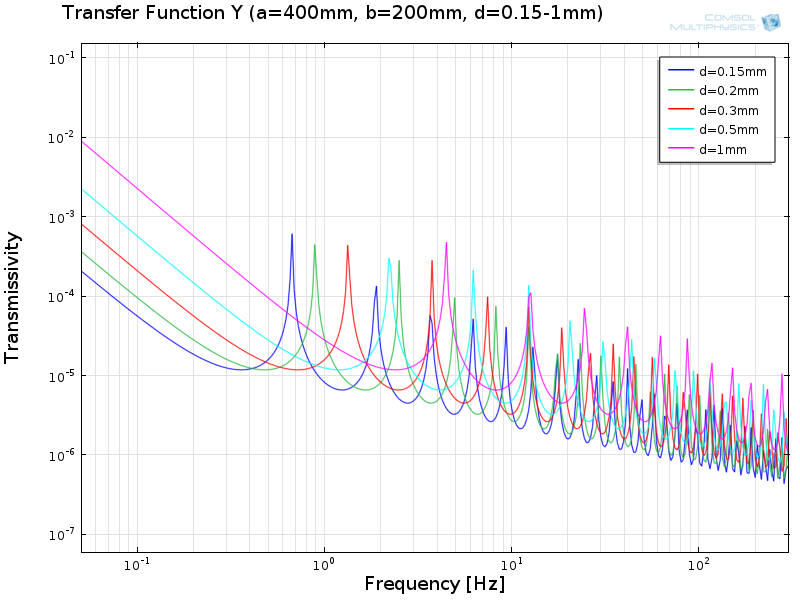 Transfer Function Y (a=400mm, b=200mm, d=0.15-1mm)
COMSOL
MULTIPHYSICS
d=0.15mm
d=0.2mm
d=0.3mm
d=0.5mm
d=1mm
Transmissivity
10⁻¹
10⁻²
10⁻³
10⁻⁴
10⁻⁵
10⁻⁶
10⁻⁷
10⁻¹ 10⁰ 10¹ 10²
Frequency [Hz]